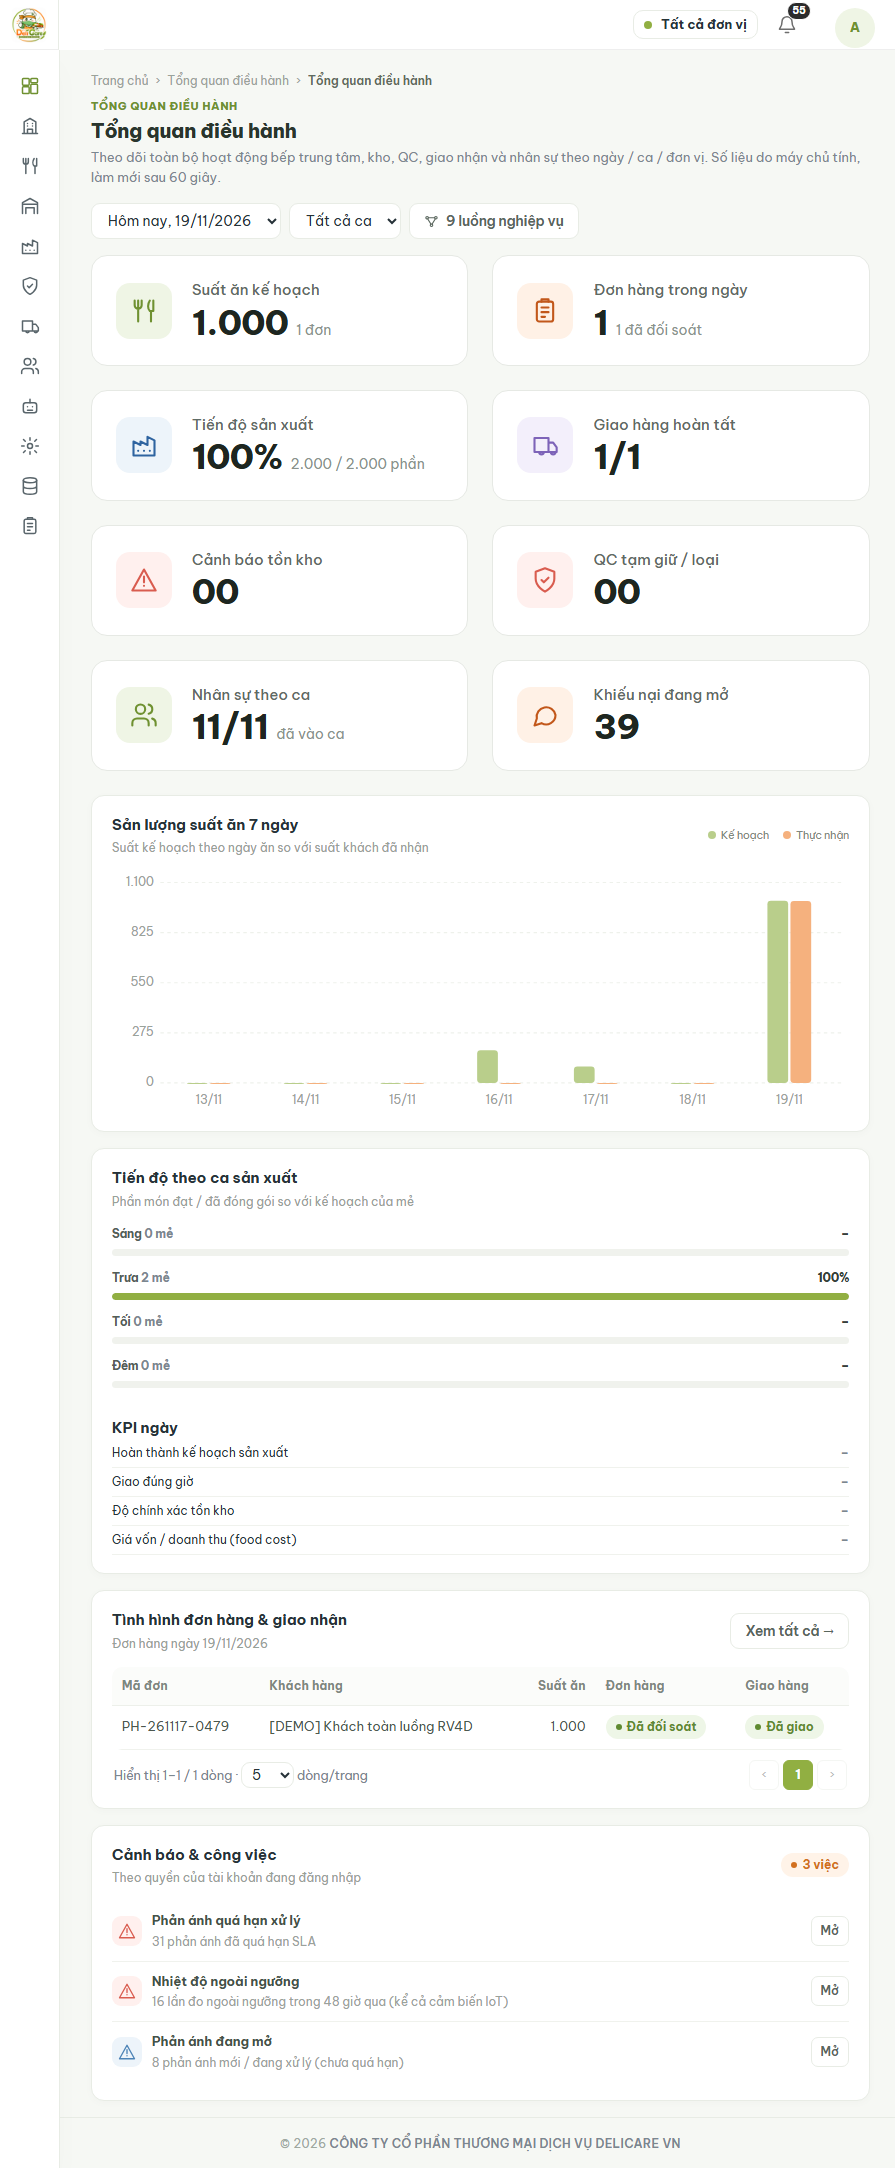 Tất cả đơn vị
55
A
Trang chủ › Tổng quan điều hành › Tổng quan điều hành
TỔNG QUAN ĐIỀU HÀNH
Tổng quan điều hành
Theo dõi toàn bộ hoạt động bếp trung tâm, kho, QC, giao nhận và nhân sự theo ngày / ca / đơn vị. Số liệu do máy chủ tính,
làm mới sau 60 giây.
Hôm nay, 19/11/2026
Tất cả ca
9 luồng nghiệp vụ
Suất ăn kế hoạch
1.000 1 đơn
Đơn hàng trong ngày
1 1 đã đối soát
Tiến độ sản xuất
100% 2.000 / 2.000 phần
Giao hàng hoàn tất
1/1
Cảnh báo tồn kho
00
QC tạm giữ / loại
00
Nhân sự theo ca
11/11 đã vào ca
Khiếu nại đang mở
39
Sản lượng suất ăn 7 ngày
Suất kế hoạch theo ngày ăn so với suất khách đã nhận
Kế hoạch
Thực nhận
1.100
825
550
275
0
13/11 14/11 15/11 16/11 17/11 18/11 19/11
Tiến độ theo ca sản xuất
Phần món đạt / đã đóng gói so với kế hoạch của mẻ
Sáng 0 mẻ –
Trưa 2 mẻ 100%
Tối 0 mẻ –
Đêm 0 mẻ –
KPI ngày
Hoàn thành kế hoạch sản xuất –
Giao đúng giờ –
Độ chính xác tồn kho –
Giá vốn / doanh thu (food cost) –
Tình hình đơn hàng & giao nhận
Đơn hàng ngày 19/11/2026
Xem tất cả →
Mã đơn Khách hàng Suất ăn Đơn hàng Giao hàng
PH-261117-0479 [DEMO] Khách toàn luồng RV4D 1.000 Đã đối soát Đã giao
Hiển thị 1–1 / 1 dòng · 5 dòng/trang
‹ 1 ›
Cảnh báo & công việc
Theo quyền của tài khoản đang đăng nhập
3 việc
Phản ánh quá hạn xử lý
31 phản ánh đã quá hạn SLA
Mở
Nhiệt độ ngoài ngưỡng
16 lần đo ngoài ngưỡng trong 48 giờ qua (kể cả cảm biến IoT)
Mở
Phản ánh đang mở
8 phản ánh mới / đang xử lý (chưa quá hạn)
Mở
© 2026 CÔNG TY CỔ PHẦN THƯƠNG MẠI DỊCH VỤ DELICARE VN